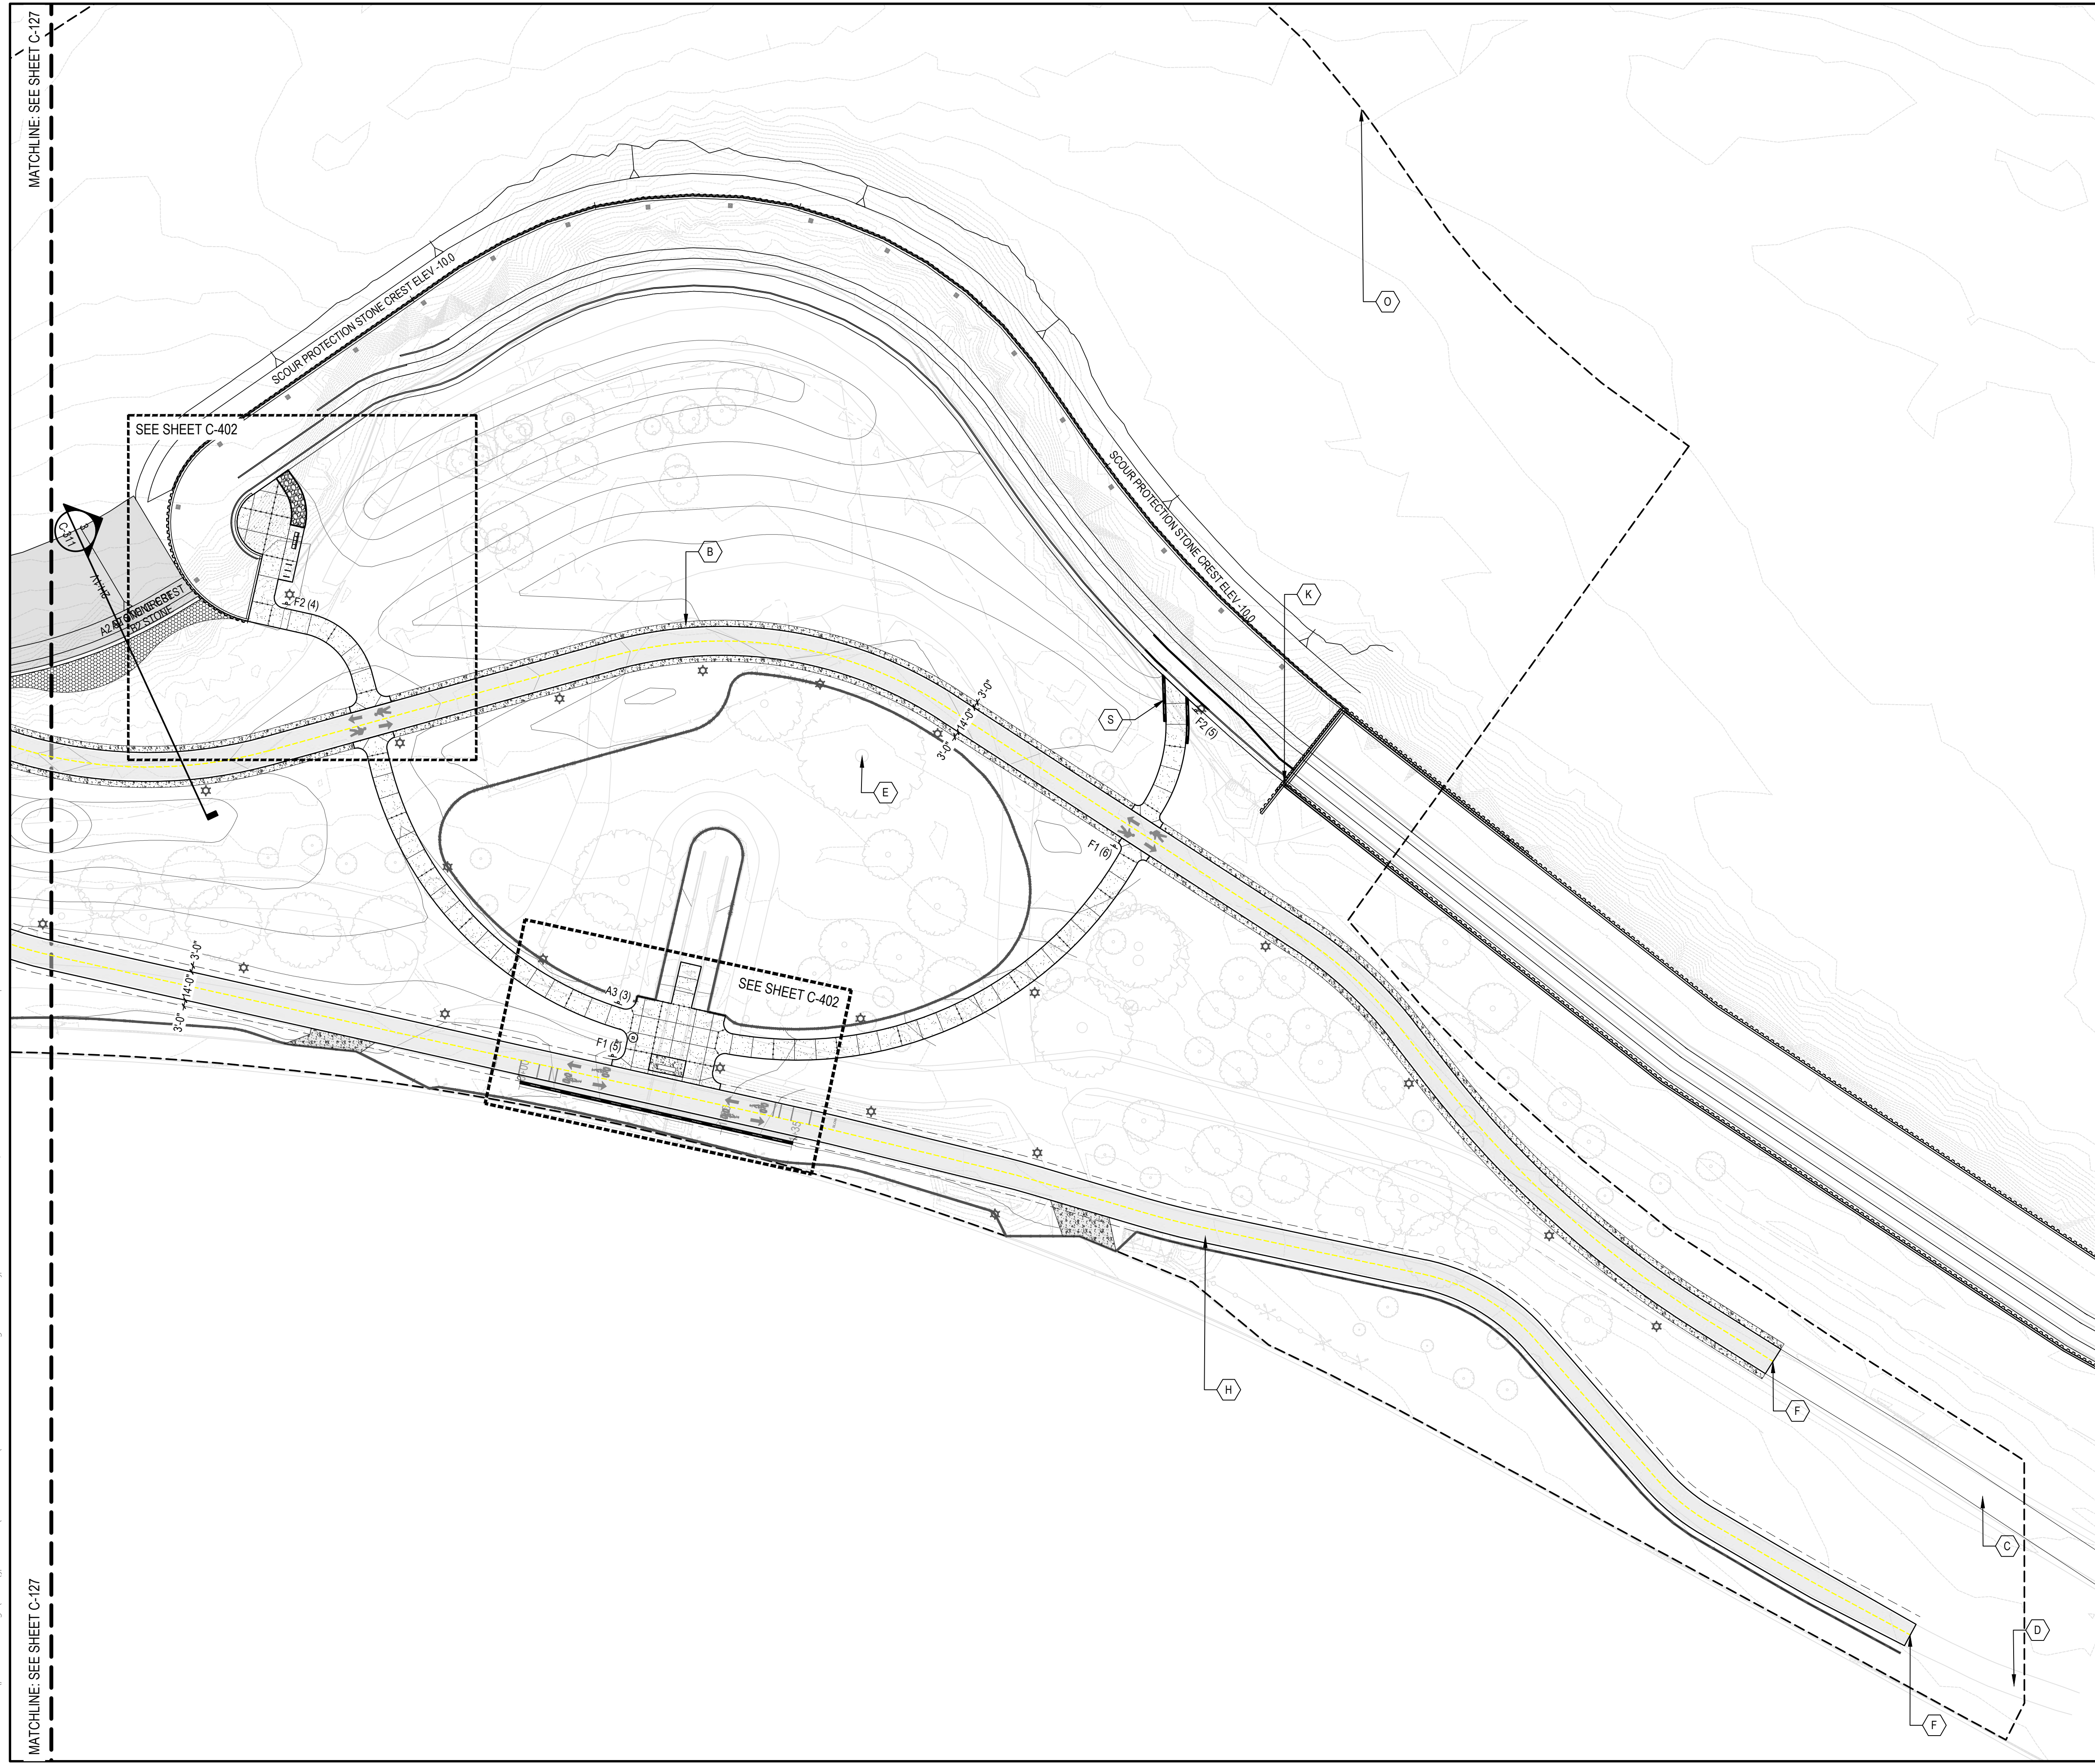 MATCHLINE: SEE SHEET C-127
SCOUR PROTECTION STONE CREST ELEV -10.0
O
SEE SHEET C-402
SCOUR PROTECTION STONE CREST ELEV -10.0
C-311
B
K
F2 (4)
S
F2 (5)
3'-0"
14'-0"
3'-0"
E
F1 (6)
3'-0"
14'-0"
3'-0"
SEE SHEET C-402
A3 (3)
F1 (5)
H
F
C
D
F
MATCHLINE: SEE SHEET C-127